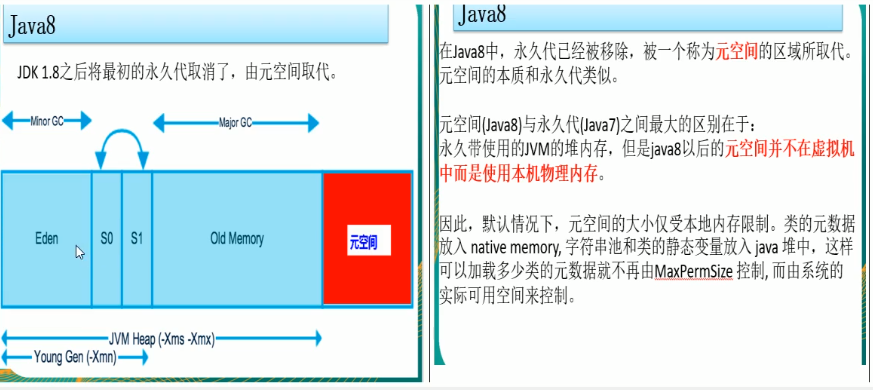 Java8
JDK 1.8之后将最初的永久代取消了，由元空间取代。
Minor GC
Major GC
Eden
S0
S1
Old Memory
元空间
JVM Heap (-Xms -Xmx)
Young Gen (-Xmn)
Java8
在Java8中，永久代已经被移除，被一个称为元空间的区域所取代。
元空间的本质和永久代类似。
元空间(Java8)与永久代(Java7)之间最大的区别在于：
永久带使用的JVM的堆内存，但是java8以后的元空间并不在虚拟机
中而是使用本机物理内存。
因此，默认情况下，元空间的大小仅受本地内存限制。类的元数据
放入 native memory, 字符串池和类的静态变量放入 java 堆中，这样
可以加载多少类的元数据就不再由MaxPermSize 控制, 而由系统的
实际可用空间来控制。